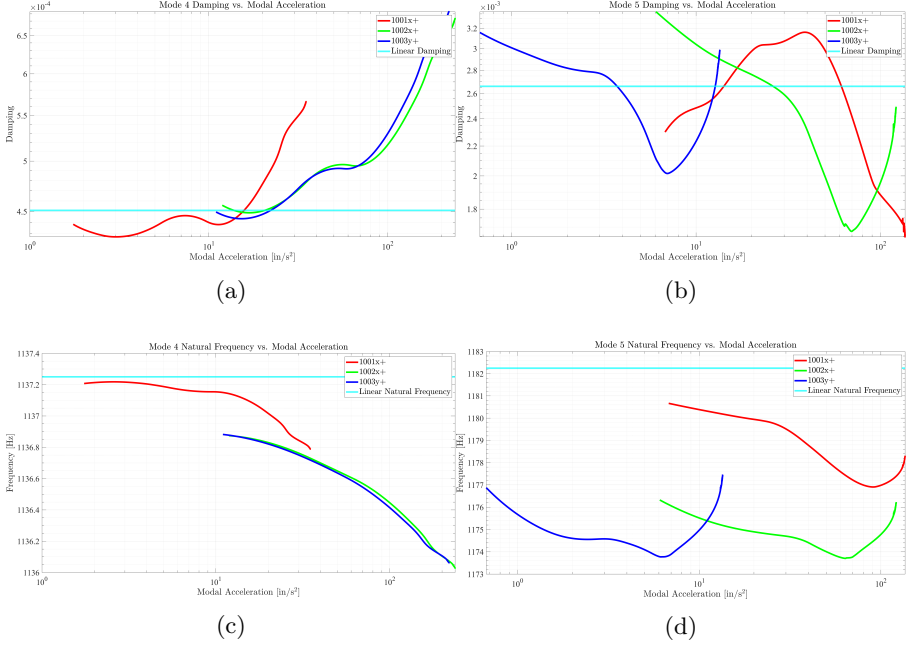 Mode 4 Damping vs. Modal Acceleration
×10⁻⁴
6.5
6
5.5
5
4.5
Damping
10⁰
10¹
10²
Modal Acceleration [in/s²]
1001x+
1002x+
1003y+
Linear Damping
(a)
Mode 5 Damping vs. Modal Acceleration
×10⁻³
3.2
3
2.6
2.2
2
1.8
Damping
10⁰
10¹
10²
Modal Acceleration [in/s²]
1001x+
1002x+
1003y+
Linear Damping
(b)
Mode 4 Natural Frequency vs. Modal Acceleration
1137.4
1137.2
1137
1136.8
1136.6
1136.4
1136.2
1136
Frequency [Hz]
10⁰
10¹
10²
Modal Acceleration [in/s²]
1001x+
1002x+
1003y+
Linear Natural Frequency
(c)
Mode 5 Natural Frequency vs. Modal Acceleration
1183
1182
1181
1180
1179
1178
1177
1176
1175
1174
1173
Frequency [Hz]
10⁰
10¹
10²
Modal Acceleration [in/s²]
1001x+
1002x+
1003y+
Linear Natural Frequency
(d)